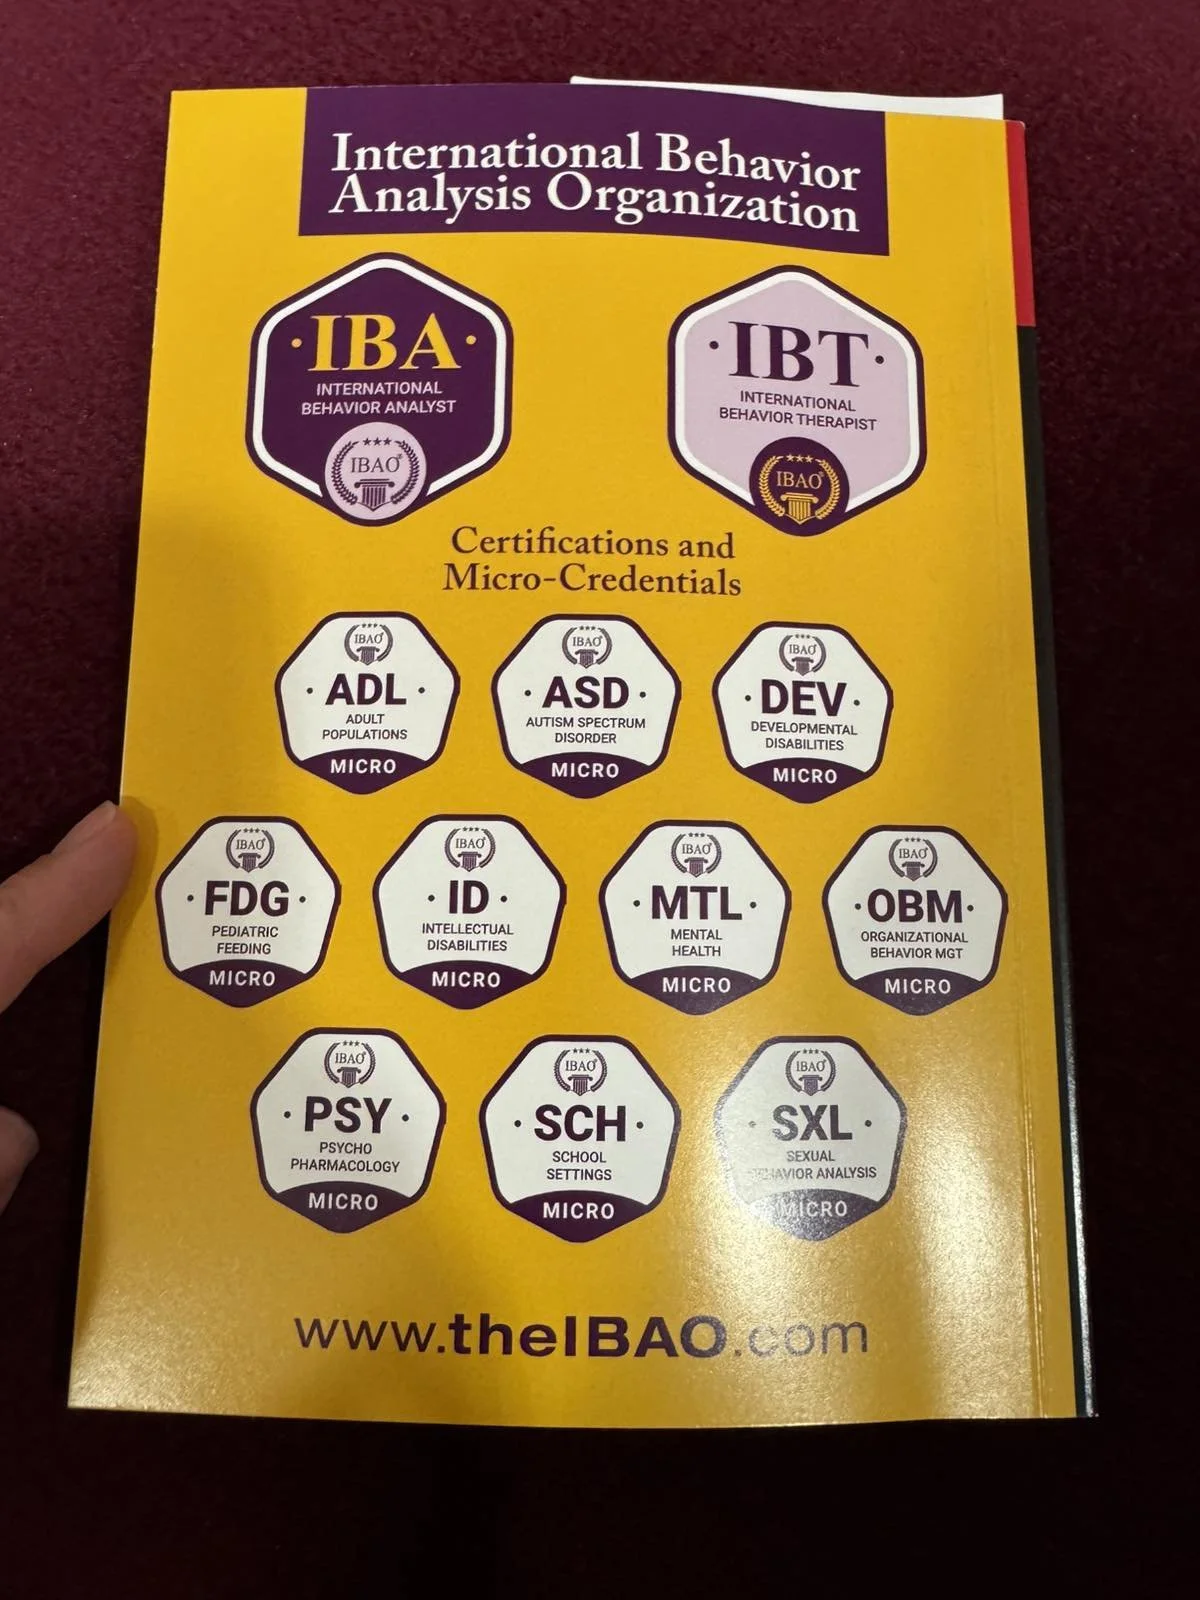 International Behavior
Analysis Organization
·IBA·
INTERNATIONAL
BEHAVIOR ANALYST
IBAO®
·IBT·
INTERNATIONAL
BEHAVIOR THERAPIST
IBAO®
Certifications and
Micro-Credentials
IBAO®
·ADL·
ADULT
POPULATIONS
MICRO
IBAO®
·ASD·
AUTISM SPECTRUM
DISORDER
MICRO
IBAO®
·DEV·
DEVELOPMENTAL
DISABILITIES
MICRO
IBAO®
·FDG·
PEDIATRIC
FEEDING
MICRO
IBAO®
·ID·
INTELLECTUAL
DISABILITIES
MICRO
IBAO®
·MTL·
MENTAL
HEALTH
MICRO
IBAO®
·OBM·
ORGANIZATIONAL
BEHAVIOR MGT
MICRO
IBAO®
·PSY·
PSYCHO
PHARMACOLOGY
MICRO
IBAO®
·SCH·
SCHOOL
SETTINGS
MICRO
IBAO®
·SXL·
SEXUAL
BEHAVIOR ANALYSIS
MICRO
www.theIBAO.com